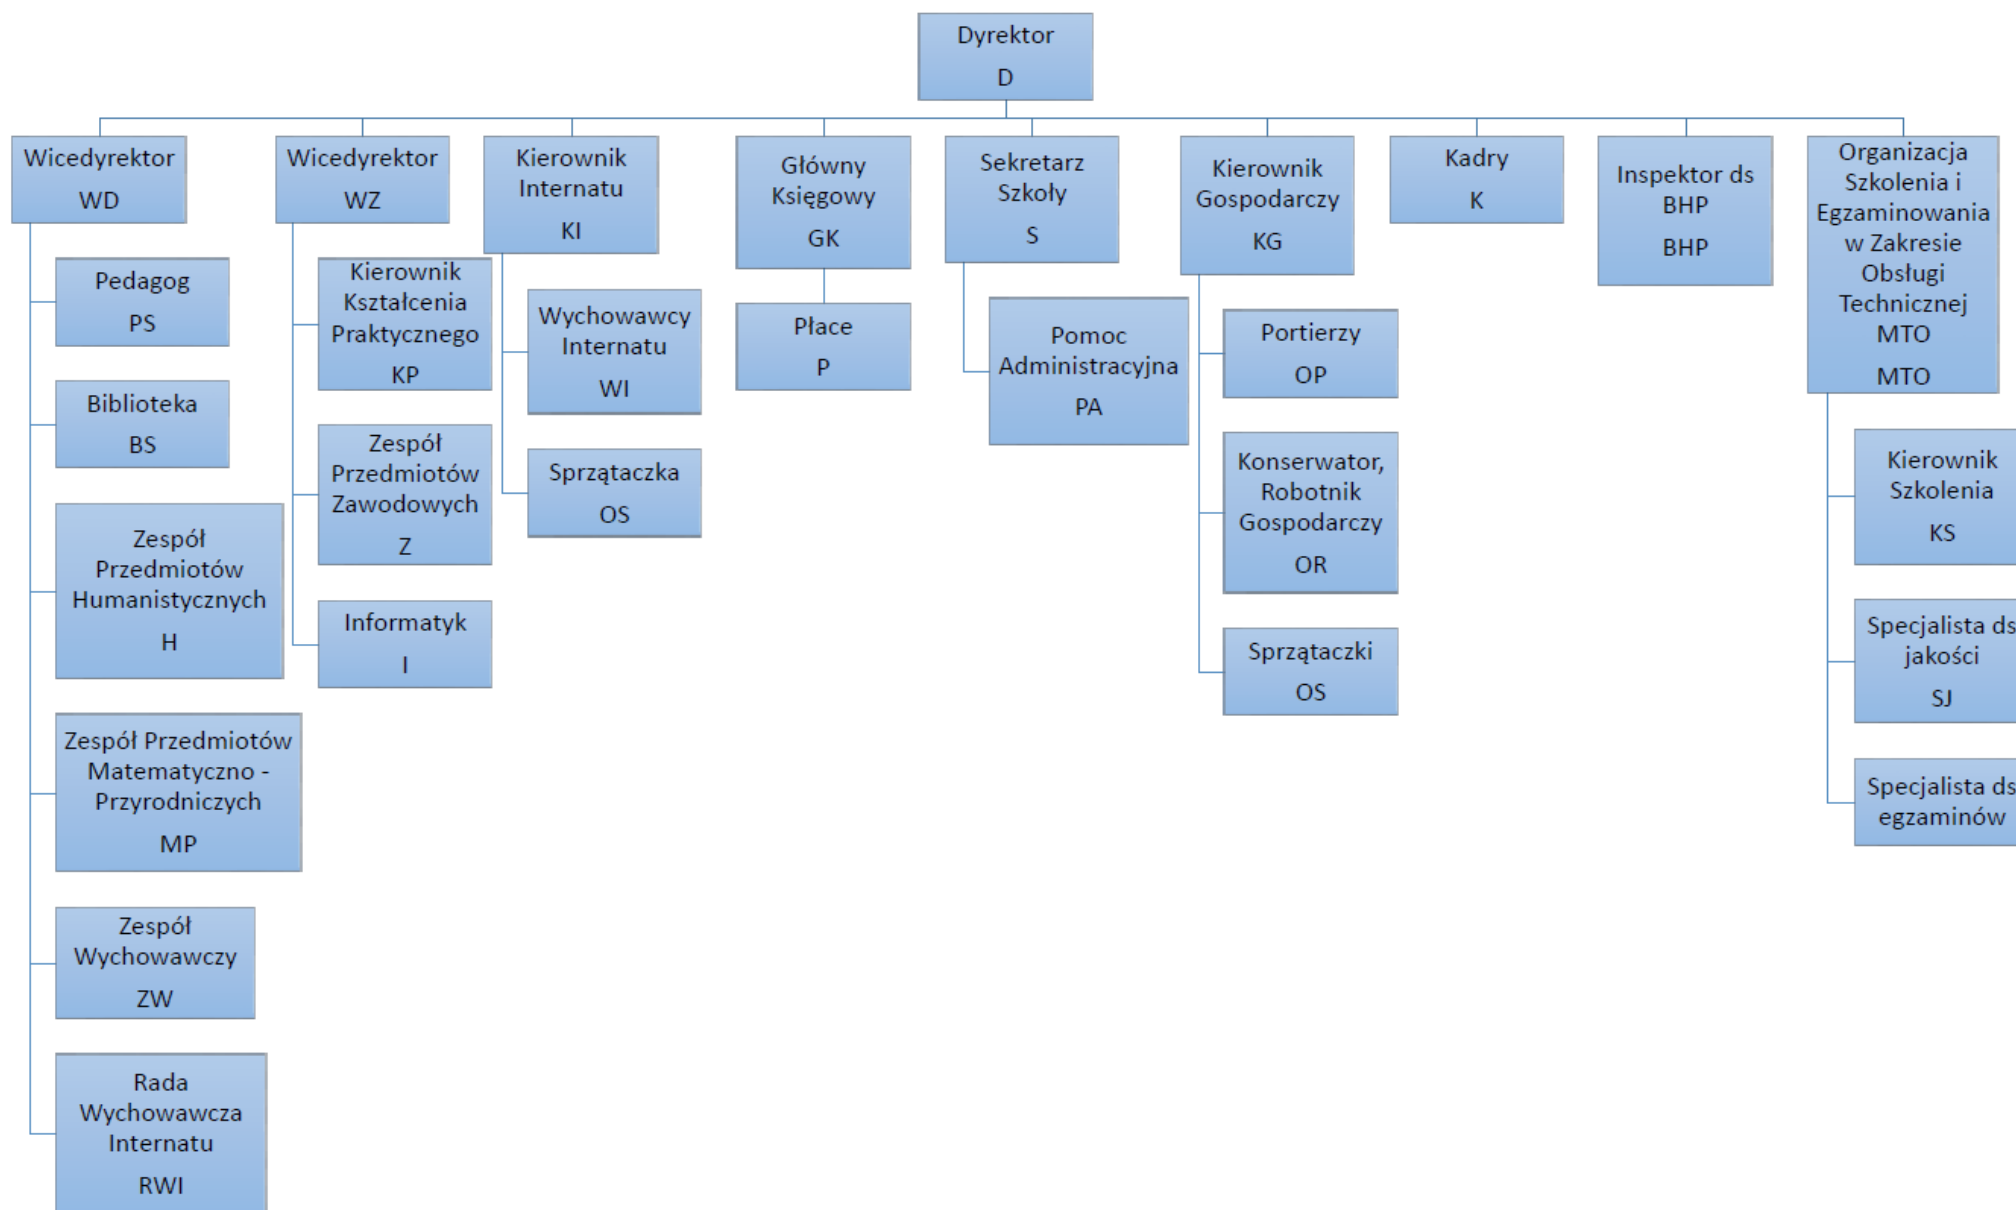 Dyrektor
D
Wicedyrektor
WD
Pedagog
PS
Biblioteka
BS
Zespół
Przedmiotów
Humanistycznych
H
Zespół Przedmiotów
Matematyczno -
Przyrodniczych
MP
Zespół
Wychowawczy
ZW
Rada
Wychowawcza
Internatu
RWI
Wicedyrektor
WZ
Kierownik
Kształcenia
Praktycznego
KP
Zespół
Przedmiotów
Zawodowych
Z
Informatyk
I
Kierownik
Internatu
KI
Wychowawcy
Internatu
WI
Sprzątaczka
OS
Główny
Księgowy
GK
Płace
P
Sekretarz
Szkoły
S
Pomoc
Administracyjna
PA
Kierownik
Gospodarczy
KG
Portierzy
OP
Konserwator,
Robotnik
Gospodarczy
OR
Sprzątaczki
OS
Kadry
K
Inspektor ds
BHP
BHP
Organizacja
Szkolenia i
Egzaminowania
w Zakresie
Obsługi
Technicznej
MTO
MTO
Kierownik
Szkolenia
KS
Specjalista ds
jakości
SJ
Specjalista ds
egzaminów